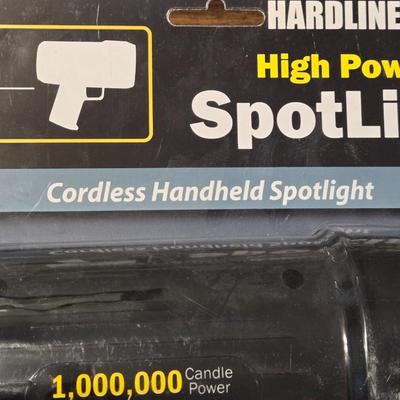 HARDLINE
High Pow
SpotLi
Cordless Handheld Spotlight
1,000,000 Candle
Power